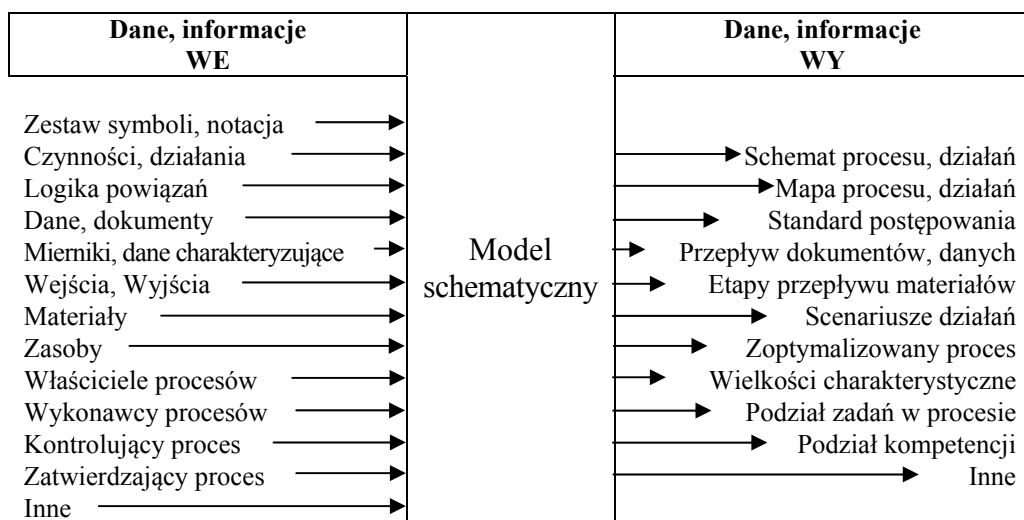 Dane, informacje
WE
Zestaw symboli, notacja
Czynności, działania
Logika powiązań
Dane, dokumenty
Mierniki, dane charakteryzujące
Wejścia, Wyjścia
Materiały
Zasoby
Właściciele procesów
Wykonawcy procesów
Kontrolujący proces
Zatwierdzający proces
Inne
Model
schematyczny
Dane, informacje
WY
Schemat procesu, działań
Mapa procesu, działań
Standard postępowania
Przepływ dokumentów, danych
Etapy przepływu materiałów
Scenariusze działań
Zoptymalizowany proces
Wielkości charakterystyczne
Podział zadań w procesie
Podział kompetencji
Inne